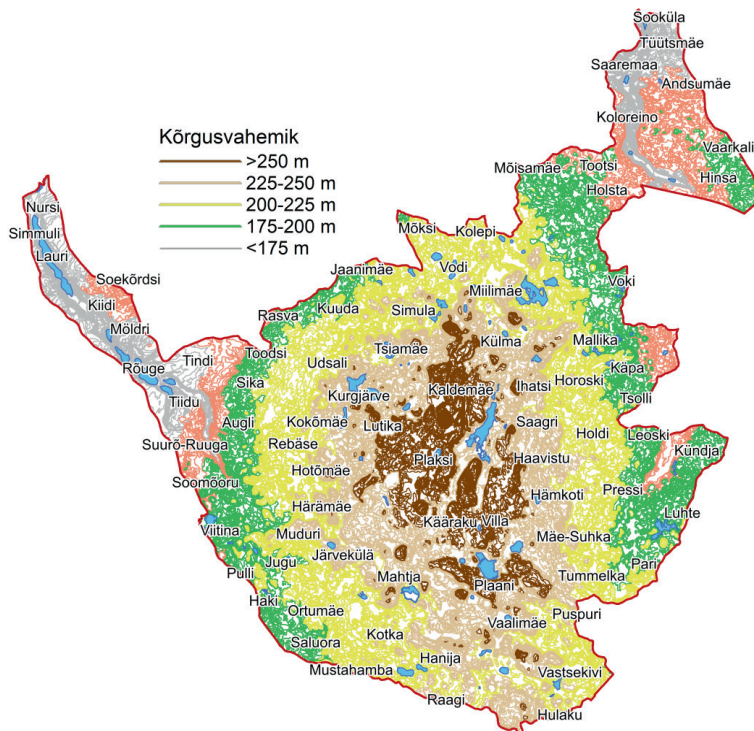 Sooküla
Tüütsmäe
Saaremaa
Andsumäe
Koloreino
Vaarkali
Hinsa
Tootsi
Mõisamäe
Holsta
Kõrgusvahemik
>250 m
225-250 m
200-225 m
175-200 m
<175 m
Nursi
Simmuli
Lauri
Soekõrdsi
Kiidi
Möldri
Rõuge
Tindi
Tiidu
Suurõ-Ruuga
Mõksi
Kolepi
Jaanimäe
Vodi
Miilimäe
Voki
Rasva
Kuuda
Simula
Toodsi
Udsali
Tsiamäe
Külma
Mallika
Sika
Kurgjärve
Kaldemäe
Ihatsi
Horoski
Käpa
Tsolli
Augli
Kokõmäe
Lutika
Saagri
Holdi
Leoski
Kündja
Rebäse
Hotõmäe
Plaksi
Haavistu
Soomõoru
Pressi
Härämäe
Hämkoti
Luhte
Viitina
Kääraku
Villa
Muduri
Mäe-Suhka
Jugu
Järvekülä
Pulli
Mahtja
Plaani
Tummelka
Pari
Haki
Ortumäe
Puspuri
Saluora
Kotka
Vaalimäe
Mustahamba
Hanija
Vastsekivi
Raagi
Hulaku